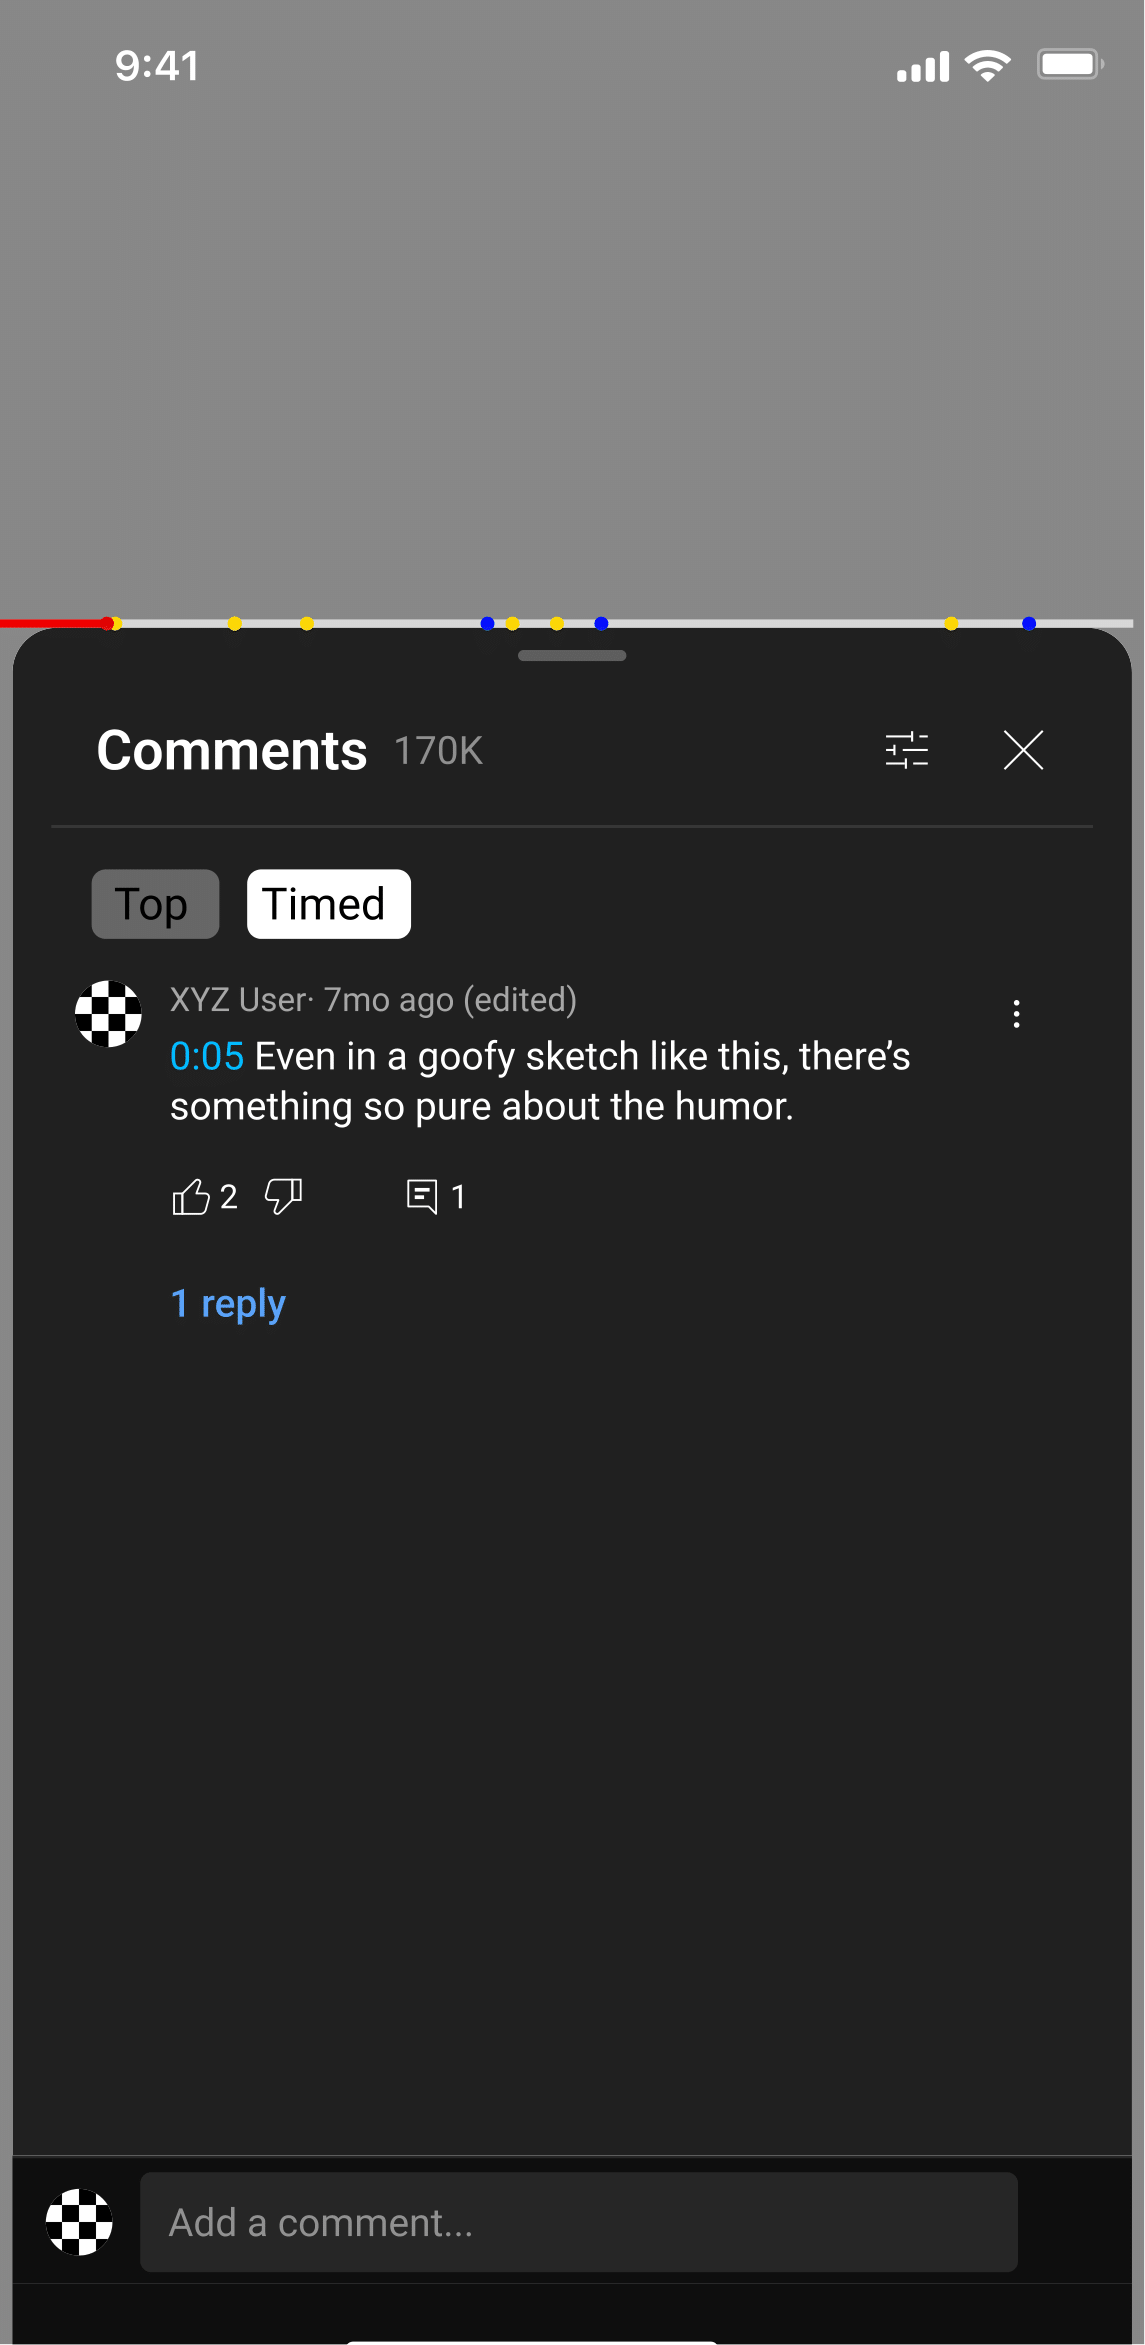 9:41
Comments 170K
Top Timed
XYZ User· 7mo ago (edited)
0:05 Even in a goofy sketch like this, there’s
something so pure about the humor.
2 1
1 reply
Add a comment...